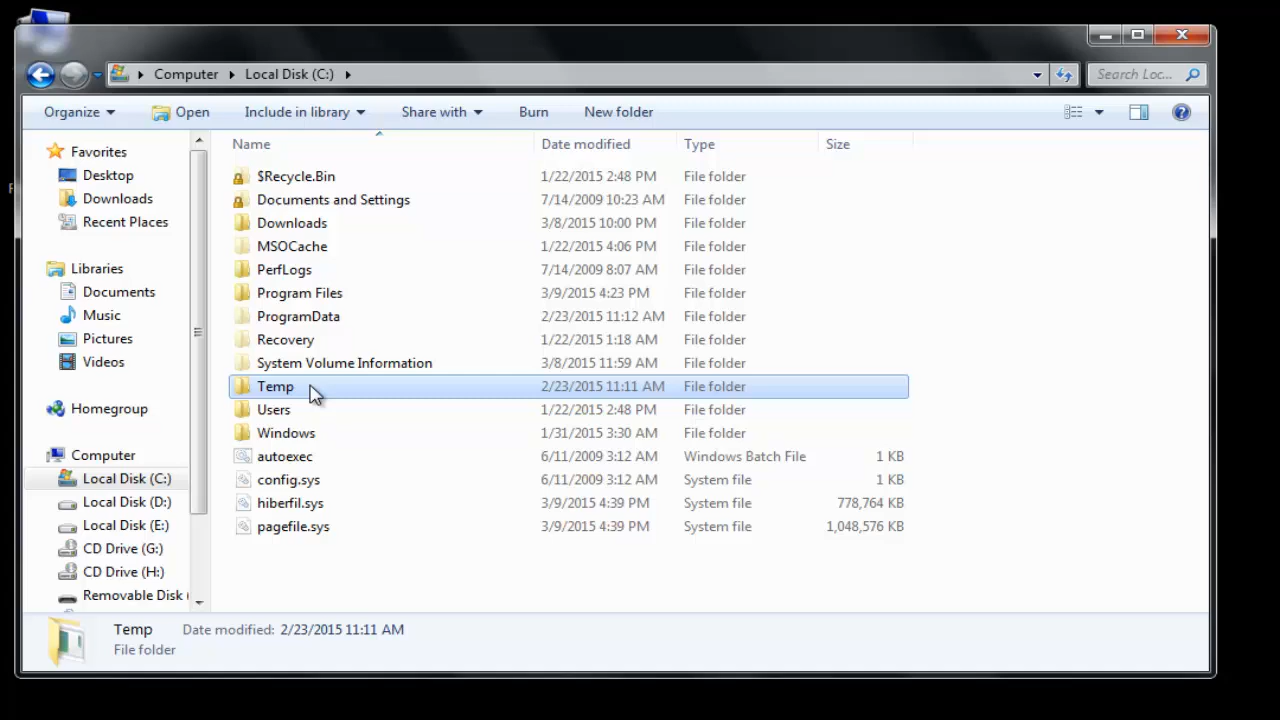 Computer Local Disk (C:) Search Loc...
Organize Open Include in library Share with Burn New folder
Favorites
Desktop
Downloads
Recent Places
Libraries
Documents
Music
Pictures
Videos
Homegroup
Computer
Local Disk (C:)
Local Disk (D:)
Local Disk (E:)
CD Drive (G:)
CD Drive (H:)
Removable Disk
Name Date modified Type Size
$Recycle.Bin 1/22/2015 2:48 PM File folder
Documents and Settings 7/14/2009 10:23 AM File folder
Downloads 3/8/2015 10:00 PM File folder
MSOCache 1/22/2015 4:06 PM File folder
PerfLogs 7/14/2009 8:07 AM File folder
Program Files 3/9/2015 4:23 PM File folder
ProgramData 2/23/2015 11:12 AM File folder
Recovery 1/22/2015 1:18 AM File folder
System Volume Information 3/8/2015 11:59 AM File folder
Temp 2/23/2015 11:11 AM File folder
Users 1/22/2015 2:48 PM File folder
Windows 1/31/2015 3:30 AM File folder
autoexec 6/11/2009 3:12 AM Windows Batch File 1 KB
config.sys 6/11/2009 3:12 AM System file 1 KB
hiberfil.sys 3/9/2015 4:39 PM System file 778,764 KB
pagefile.sys 3/9/2015 4:39 PM System file 1,048,576 KB
Temp Date modified: 2/23/2015 11:11 AM
File folder